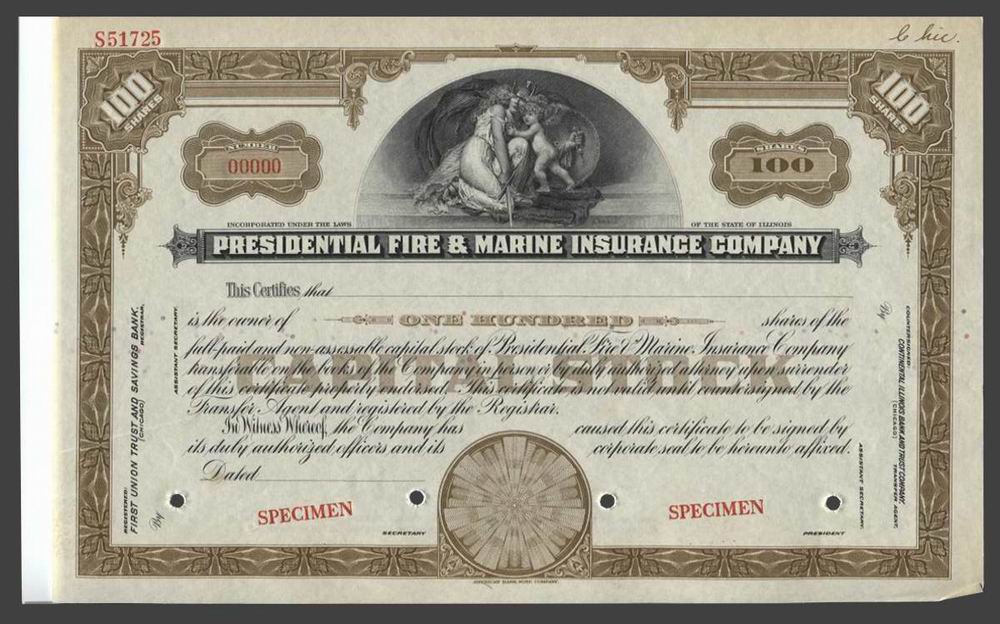 S51725
Chic.
100 SHARES
100 SHARES
NUMBER
00000
SHARES
100
INCORPORATED UNDER THE LAWS OF THE STATE OF ILLINOIS
PRESIDENTIAL FIRE & MARINE INSURANCE COMPANY
This Certifies that
is the owner of ONE HUNDRED shares of the
full-paid and non-assessable capital stock of Presidential Fire & Marine Insurance Company
transferable on the books of the Company in person or by duly authorized attorney upon surrender
of this certificate properly endorsed. This certificate is not valid until countersigned by the
Transfer Agent and registered by the Registrar.
CAPITAL STOCK
In Witness Whereof, the Company has caused this certificate to be signed by
its duly authorized officers and its corporate seal to be hereunto affixed.
Dated
SPECIMEN
SPECIMEN
SECRETARY
PRESIDENT
REGISTERED:
FIRST UNION TRUST AND SAVINGS BANK,
(CHICAGO)
REGISTRAR,
By
ASSISTANT SECRETARY.
COUNTERSIGNED:
CONTINENTAL ILLINOIS BANK AND TRUST COMPANY,
(CHICAGO)
TRANSFER AGENT,
By
ASSISTANT SECRETARY.
AMERICAN BANK NOTE COMPANY.